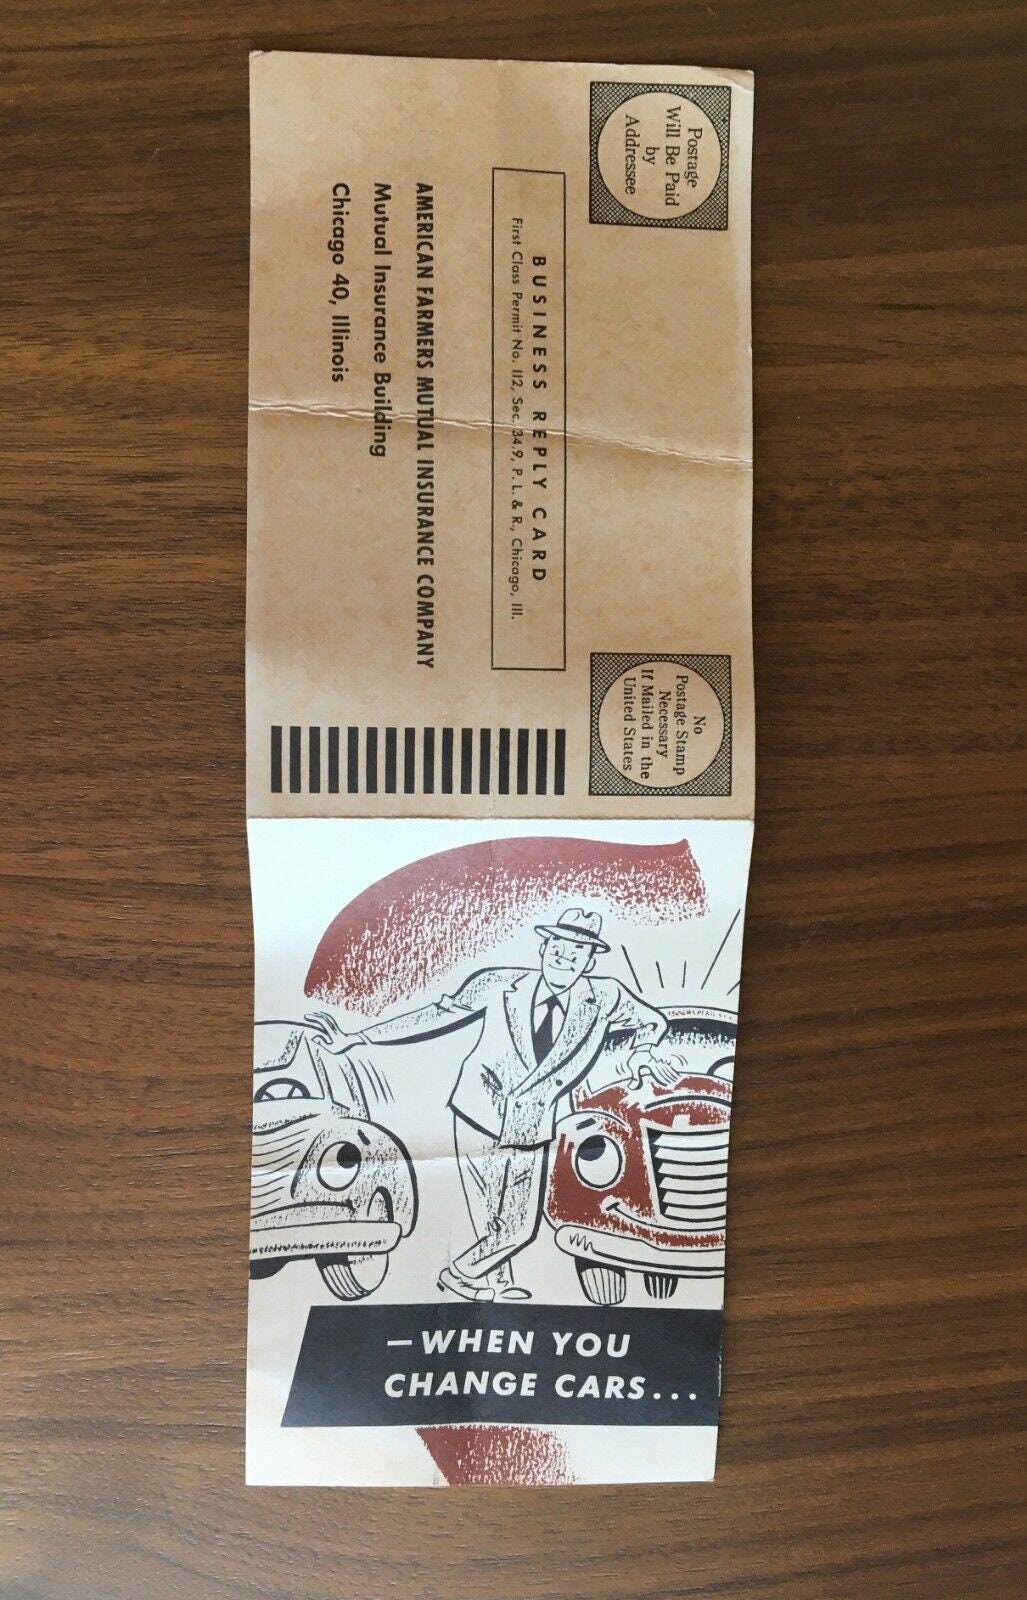 Postage
Will Be Paid
by
Addressee
No
Postage Stamp
Necessary
If Mailed in the
United States
BUSINESS REPLY CARD
First Class Permit No. 112, Sec. 34.9, P. L. & R., Chicago, Ill.
AMERICAN FARMERS MUTUAL INSURANCE COMPANY
Mutual Insurance Building
Chicago 40, Illinois
—WHEN YOU
CHANGE CARS...